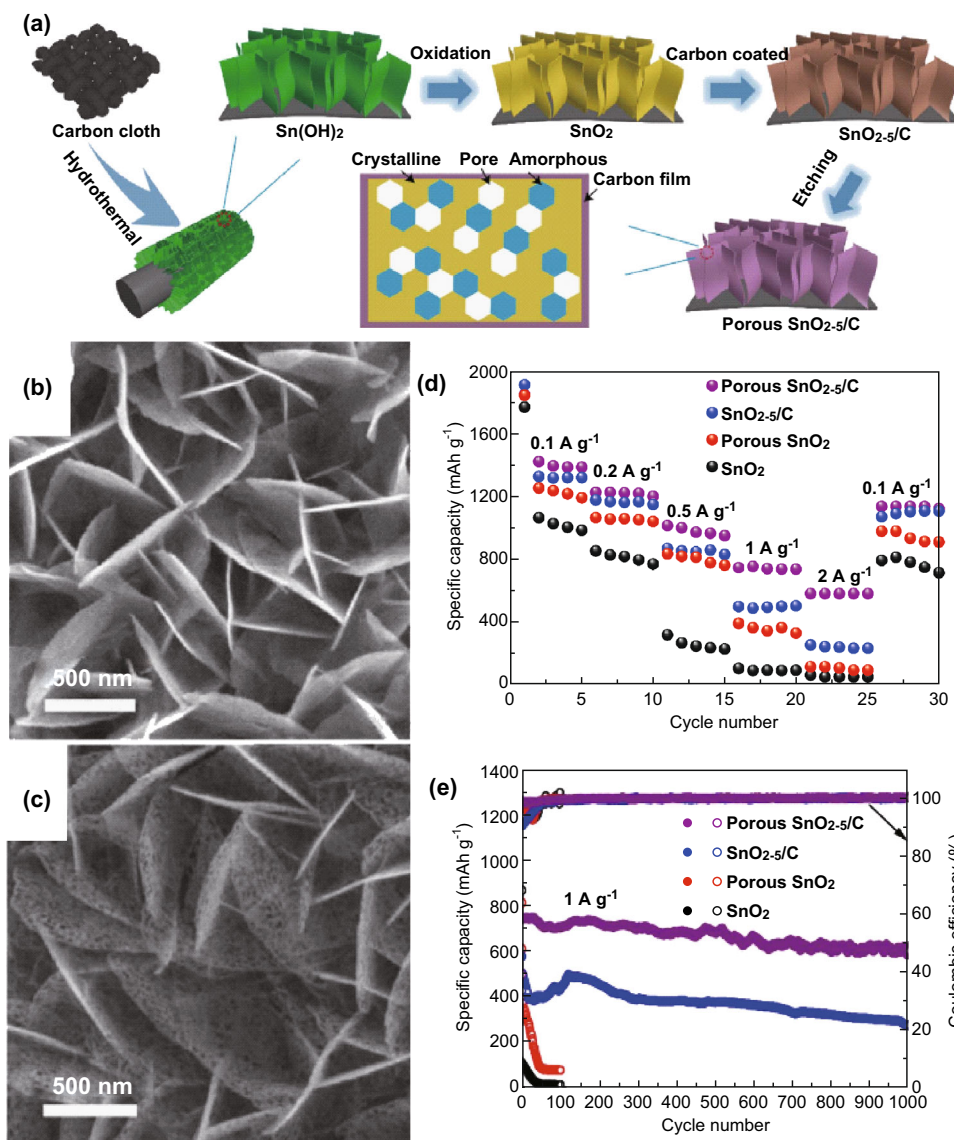 (a)
Oxidation
Carbon coated
Carbon cloth
Sn(OH)₂
SnO₂
SnO₂₋₅/C
Hydrothermal
Crystalline
Pore
Amorphous
Carbon film
Etching
Porous SnO₂₋₅/C
(b)
500 nm
(c)
500 nm
(d)
2000
1600
1200
800
400
0
Specific capacity (mAh g⁻¹)
Porous SnO₂₋₅/C
SnO₂₋₅/C
Porous SnO₂
SnO₂
0.1 A g⁻¹
0.2 A g⁻¹
0.5 A g⁻¹
1 A g⁻¹
2 A g⁻¹
0.1 A g⁻¹
0 5 10 15 20 25 30
Cycle number
(e)
1400
1200
1000
800
600
400
200
0
Specific capacity (mAh g⁻¹)
Porous SnO₂₋₅/C
SnO₂₋₅/C
Porous SnO₂
SnO₂
1 A g⁻¹
100
80
60
40
20
0
Coulombic efficiency (%)
0 100 200 300 400 500 600 700 800 900 1000
Cycle number